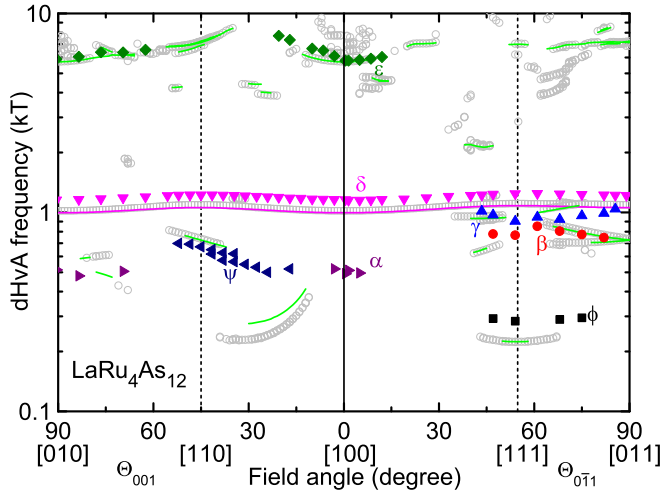 10
1
0.1
dHvA frequency (kT)
ε
δ
γ
β
α
ψ
ϕ
LaRu₄As₁₂
90 60 30 0 30 60 90
[010] [110] [100] [111] [011]
Θ₀₀₁ Field angle (degree) Θ₀1̅₁